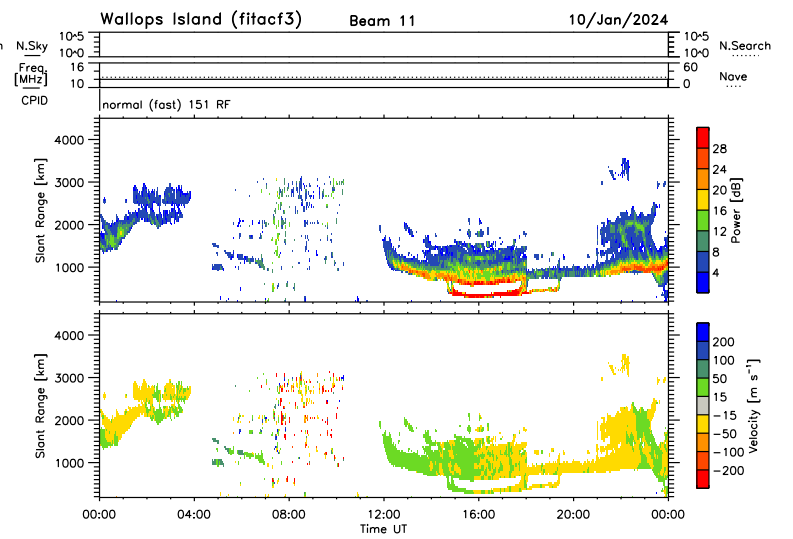 Wallops Island (fitacf3) Beam 11 10/Jan/2024
n N.Sky 10^5 10^0 10^5 10^0 N.Search
Freq. [MHz] 16 10 60 0 Nave
CPID normal (fast) 151 RF
Slant Range [km] 4000 3000 2000 1000
28 24 20 16 12 8 4 Power [dB]
Slant Range [km] 4000 3000 2000 1000
200 100 50 15 -15 -50 -100 -200 Velocity [m s⁻¹]
00:00 04:00 08:00 12:00 16:00 20:00 00:00
Time UT